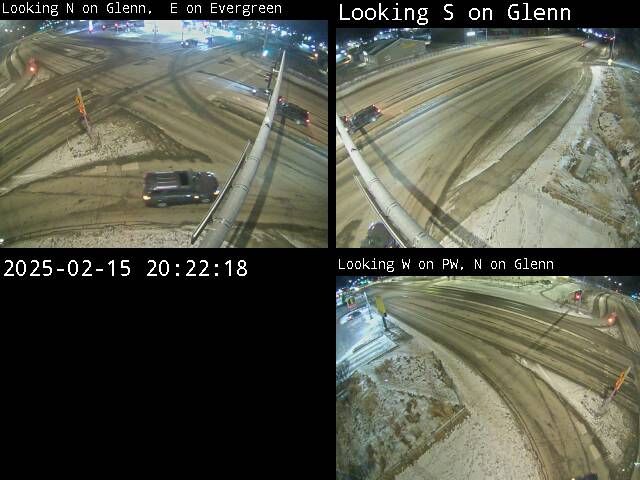 Looking N on Glenn, E on Evergreen
Looking S on Glenn
2025-02-15 20:22:18
Looking W on PW, N on Glenn